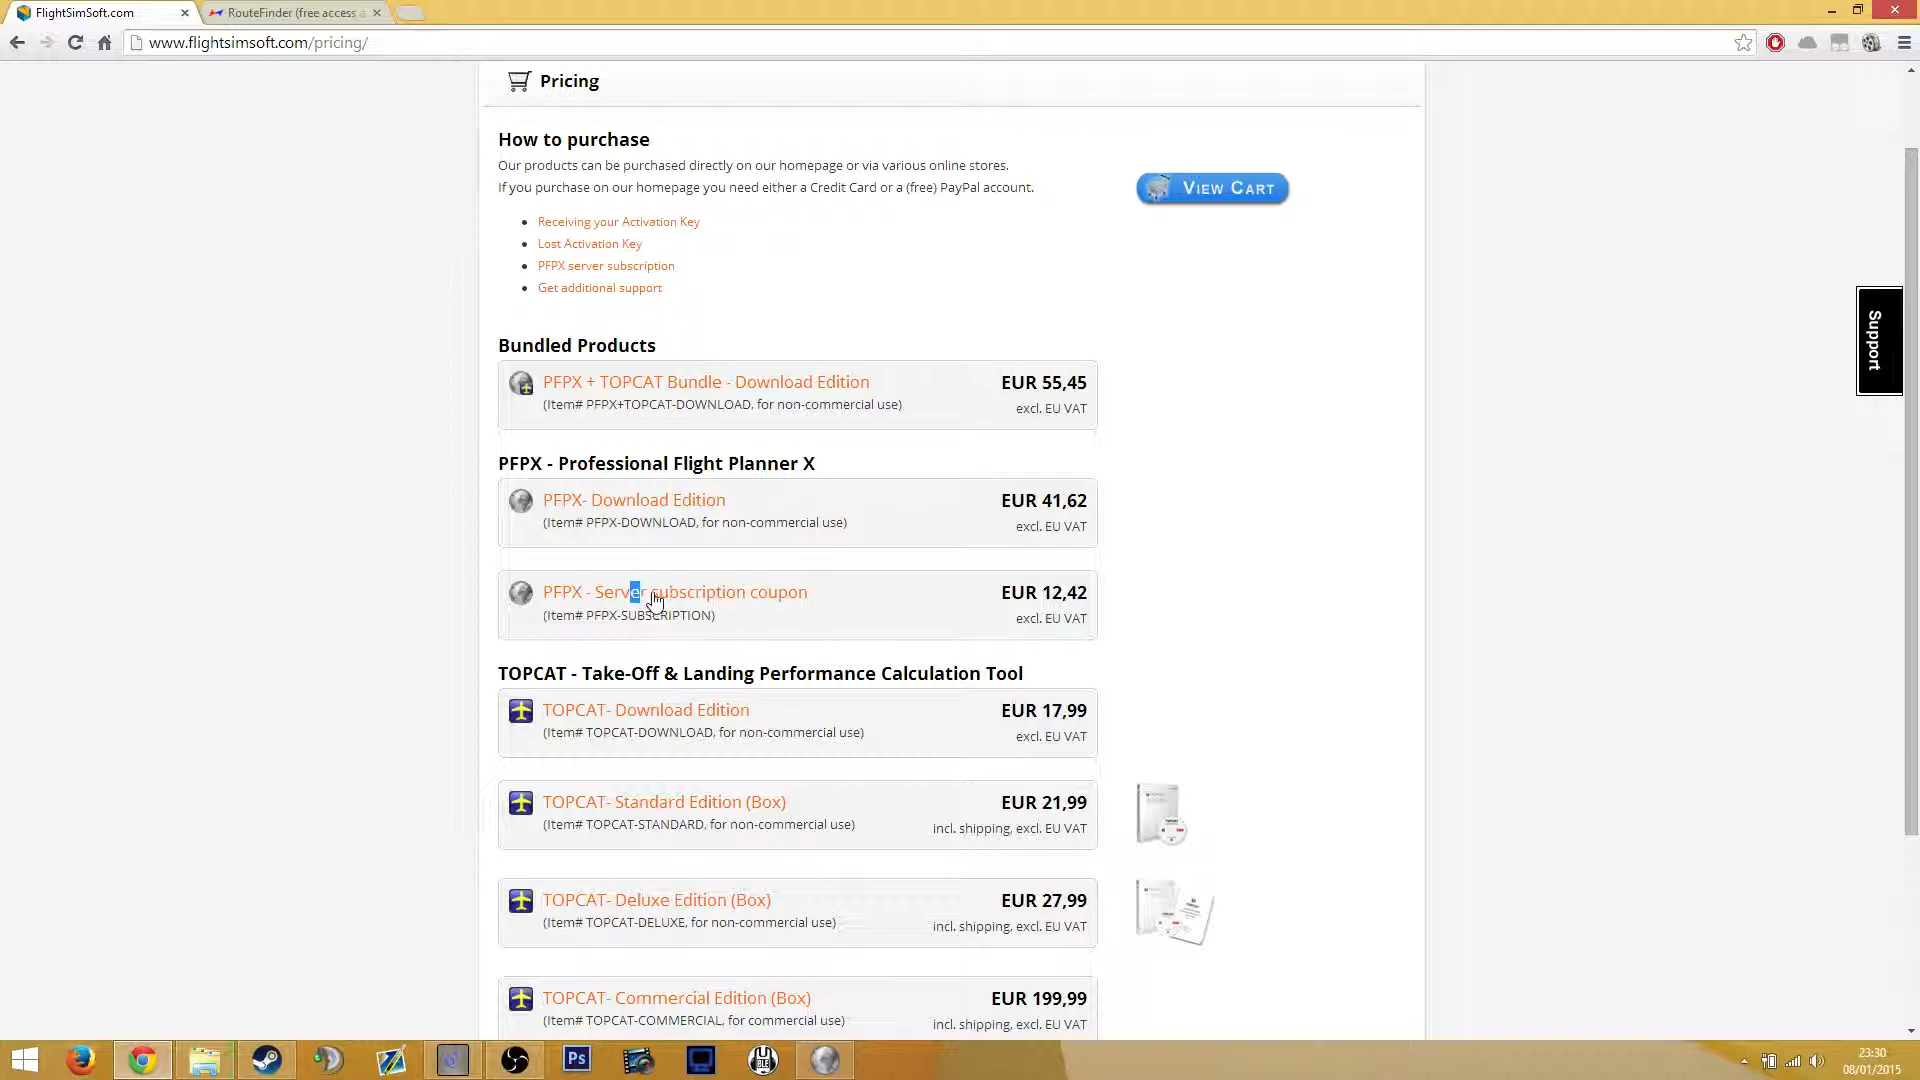 FlightSimSoft.com
RouteFinder (free access a
www.flightsimsoft.com/pricing/
Pricing
How to purchase
Our products can be purchased directly on our homepage or via various online stores.
If you purchase on our homepage you need either a Credit Card or a (free) PayPal account.
View Cart
Receiving your Activation Key
Lost Activation Key
PFPX server subscription
Get additional support
Support
Bundled Products
PFPX + TOPCAT Bundle - Download Edition EUR 55,45
(Item# PFPX+TOPCAT-DOWNLOAD, for non-commercial use) excl. EU VAT
PFPX - Professional Flight Planner X
PFPX- Download Edition EUR 41,62
(Item# PFPX-DOWNLOAD, for non-commercial use) excl. EU VAT
PFPX - Server subscription coupon EUR 12,42
(Item# PFPX-SUBSCRIPTION) excl. EU VAT
TOPCAT - Take-Off & Landing Performance Calculation Tool
TOPCAT- Download Edition EUR 17,99
(Item# TOPCAT-DOWNLOAD, for non-commercial use) excl. EU VAT
TOPCAT- Standard Edition (Box) EUR 21,99
(Item# TOPCAT-STANDARD, for non-commercial use) incl. shipping, excl. EU VAT
TOPCAT- Deluxe Edition (Box) EUR 27,99
(Item# TOPCAT-DELUXE, for non-commercial use) incl. shipping, excl. EU VAT
TOPCAT- Commercial Edition (Box) EUR 199,99
(Item# TOPCAT-COMMERCIAL, for commercial use) incl. shipping, excl. EU VAT
Ps
23:30
08/01/2015